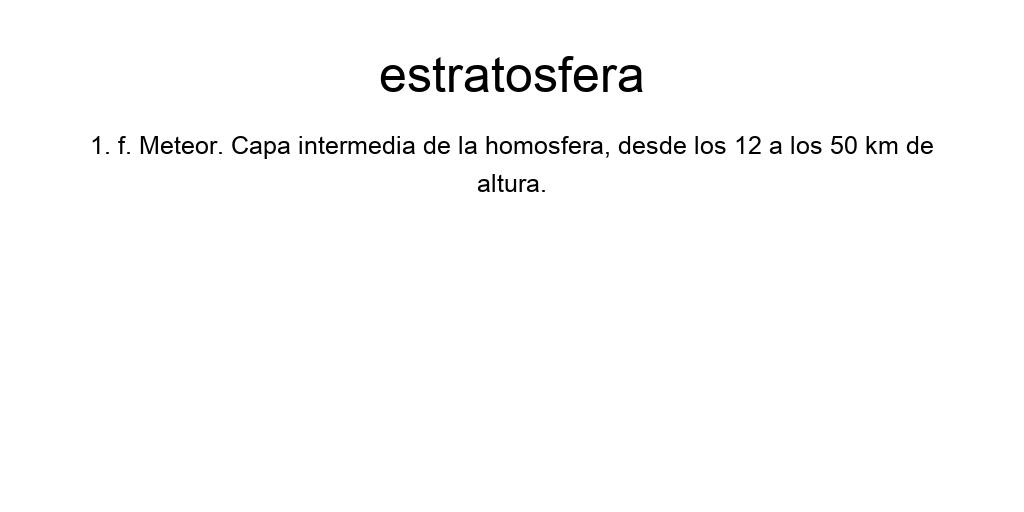 estratosfera
1. f. Meteor. Capa intermedia de la homosfera, desde los 12 a los 50 km de
altura.